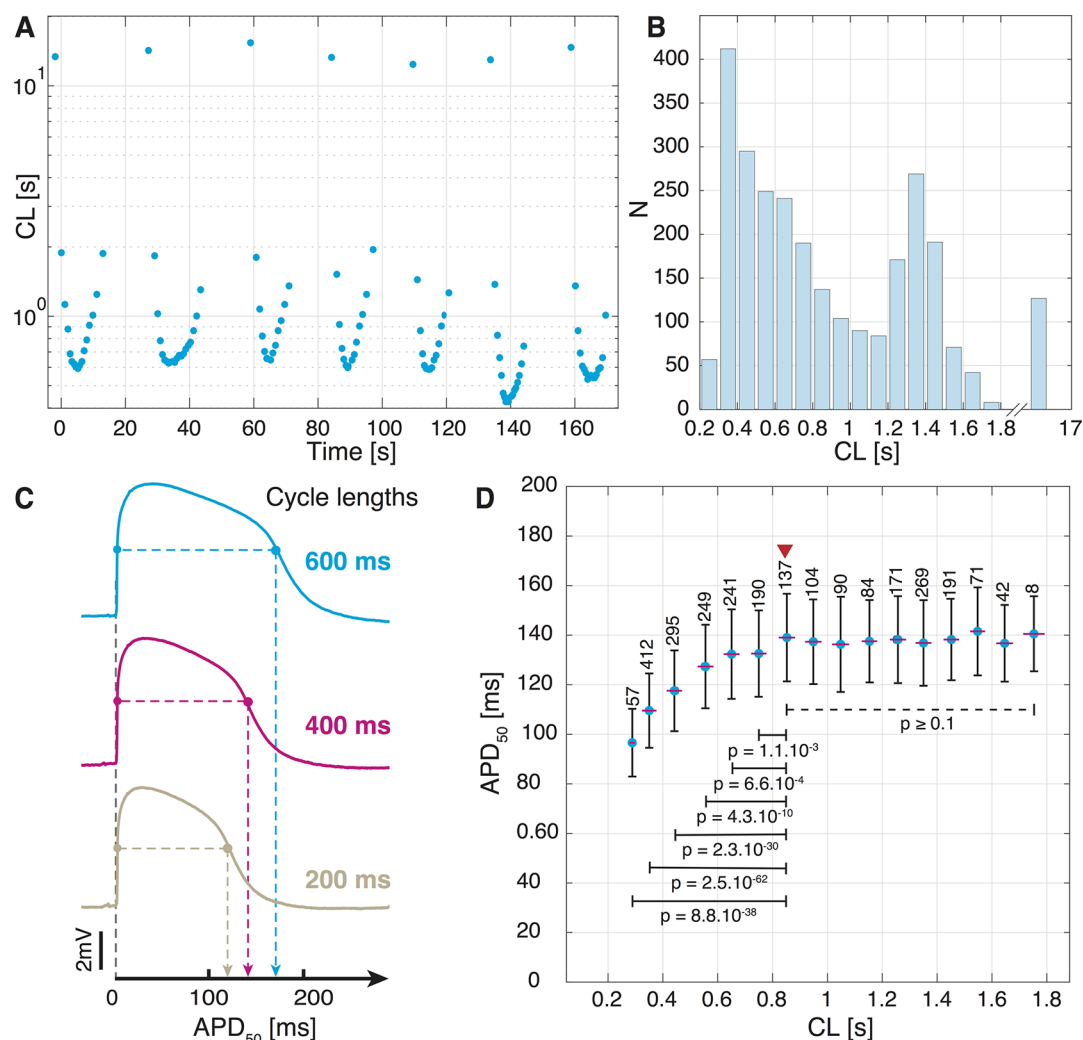 A
CL [s]
10¹
10⁰
0 20 40 60 80 100 120 140 160
Time [s]
B
N
400
350
300
250
200
150
100
50
0
0.2 0.4 0.6 0.8 1 1.2 1.4 1.6 1.8 17
CL [s]
C
Cycle lengths
600 ms
400 ms
200 ms
2mV
0 100 200
APD₅₀ [ms]
D
APD₅₀ [ms]
200
180
160
140
120
100
80
0.60
40
20
0
57 412 295 249 241 190 137 104 90 84 171 269 191 71 42 8
p ≥ 0.1
p = 1.1.10⁻³
p = 6.6.10⁻⁴
p = 4.3.10⁻¹⁰
p = 2.3.10⁻³⁰
p = 2.5.10⁻⁶²
p = 8.8.10⁻³⁸
0.2 0.4 0.6 0.8 1 1.2 1.4 1.6 1.8
CL [s]